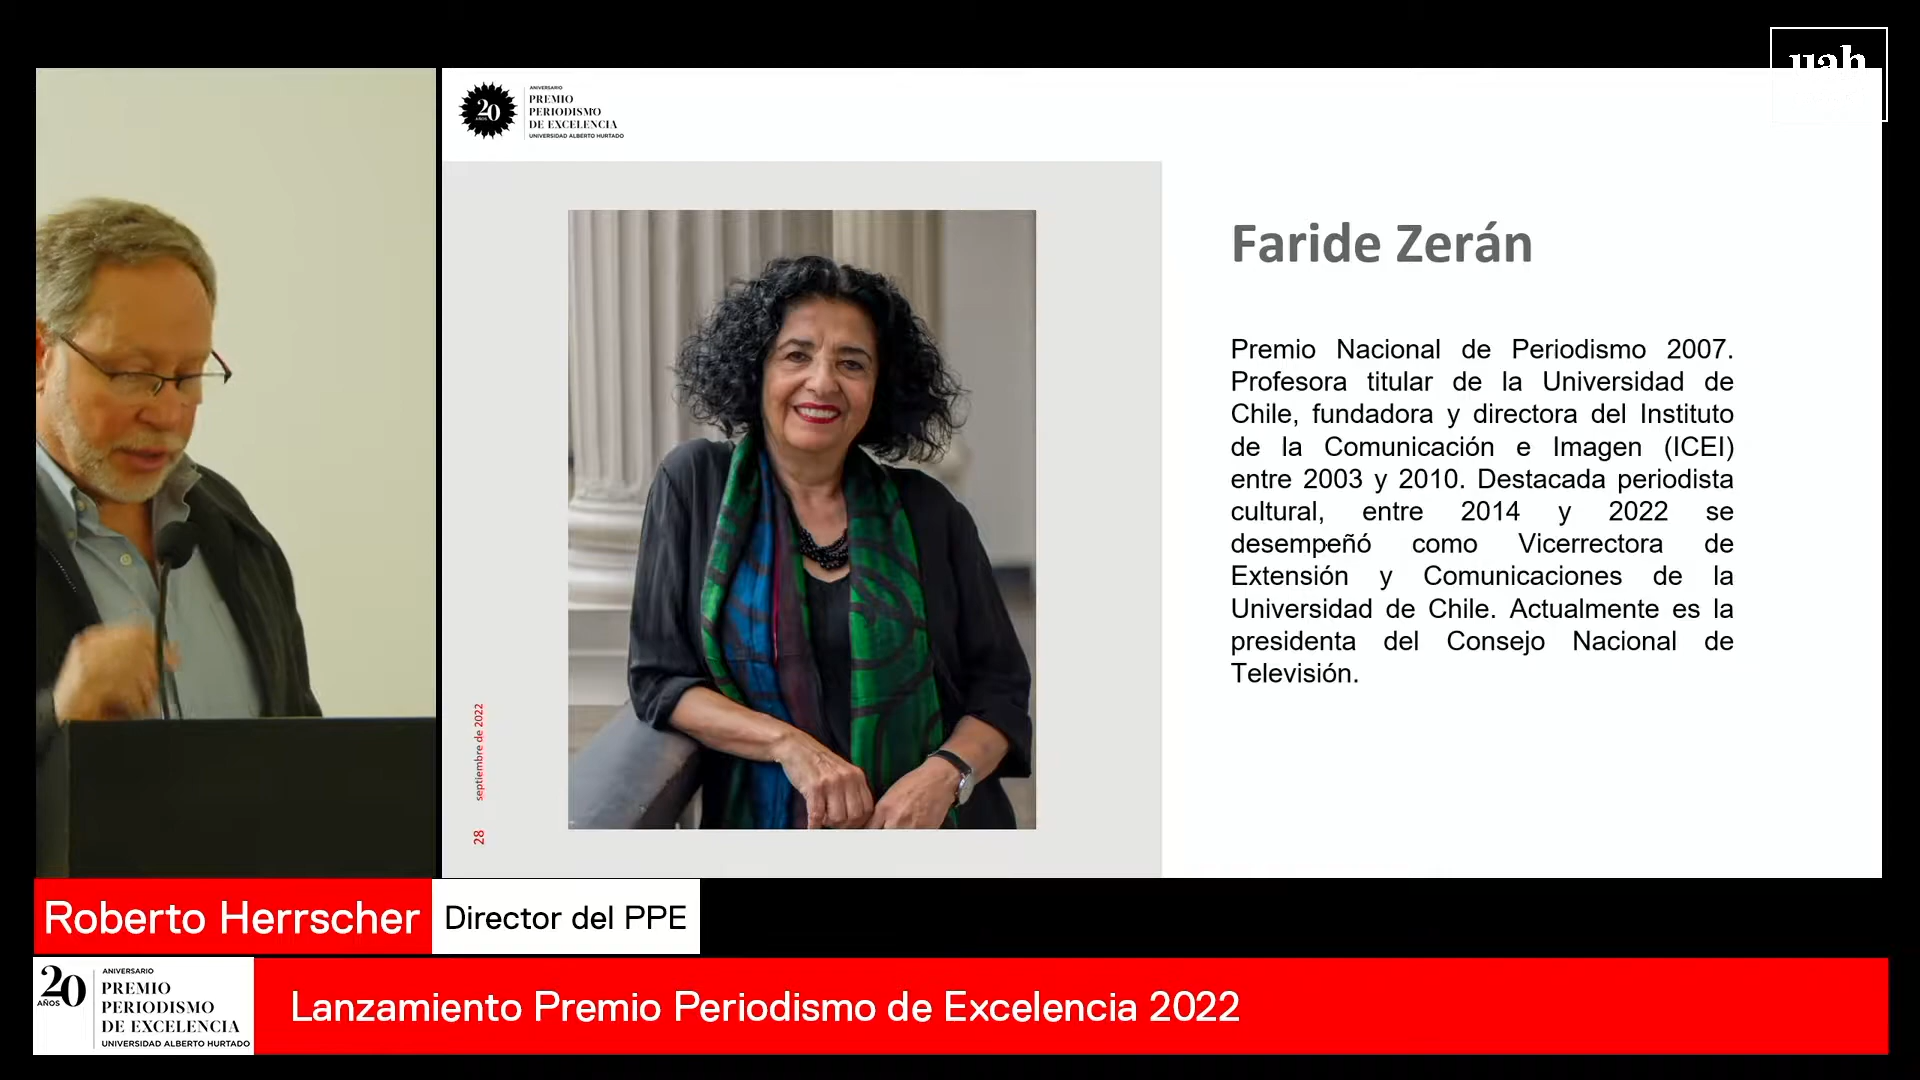 uah
20
AÑOS
ANIVERSARIO
PREMIO
PERIODISMO
DE EXCELENCIA
UNIVERSIDAD ALBERTO HURTADO
Faride Zerán
Premio Nacional de Periodismo 2007.
Profesora titular de la Universidad de
Chile, fundadora y directora del Instituto
de la Comunicación e Imagen (ICEI)
entre 2003 y 2010. Destacada periodista
cultural, entre 2014 y 2022 se
desempeñó como Vicerrectora de
Extensión y Comunicaciones de la
Universidad de Chile. Actualmente es la
presidenta del Consejo Nacional de
Televisión.
septiembre de 2022
28
Roberto Herrscher
Director del PPE
20
AÑOS
ANIVERSARIO
PREMIO
PERIODISMO
DE EXCELENCIA
UNIVERSIDAD ALBERTO HURTADO
Lanzamiento Premio Periodismo de Excelencia 2022